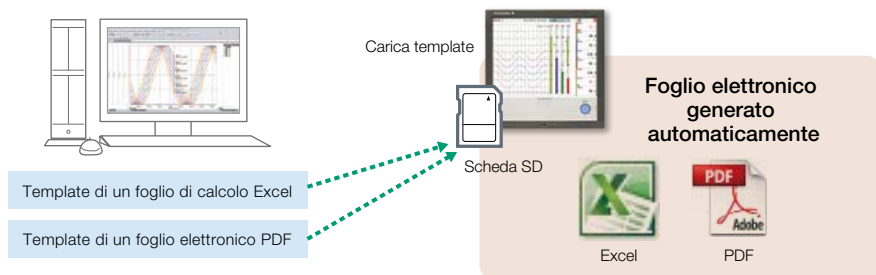 Carica template
Scheda SD
Template di un foglio di calcolo Excel
Template di un foglio elettronico PDF
Foglio elettronico
generato
automaticamente
PDF
Adobe
Excel
PDF